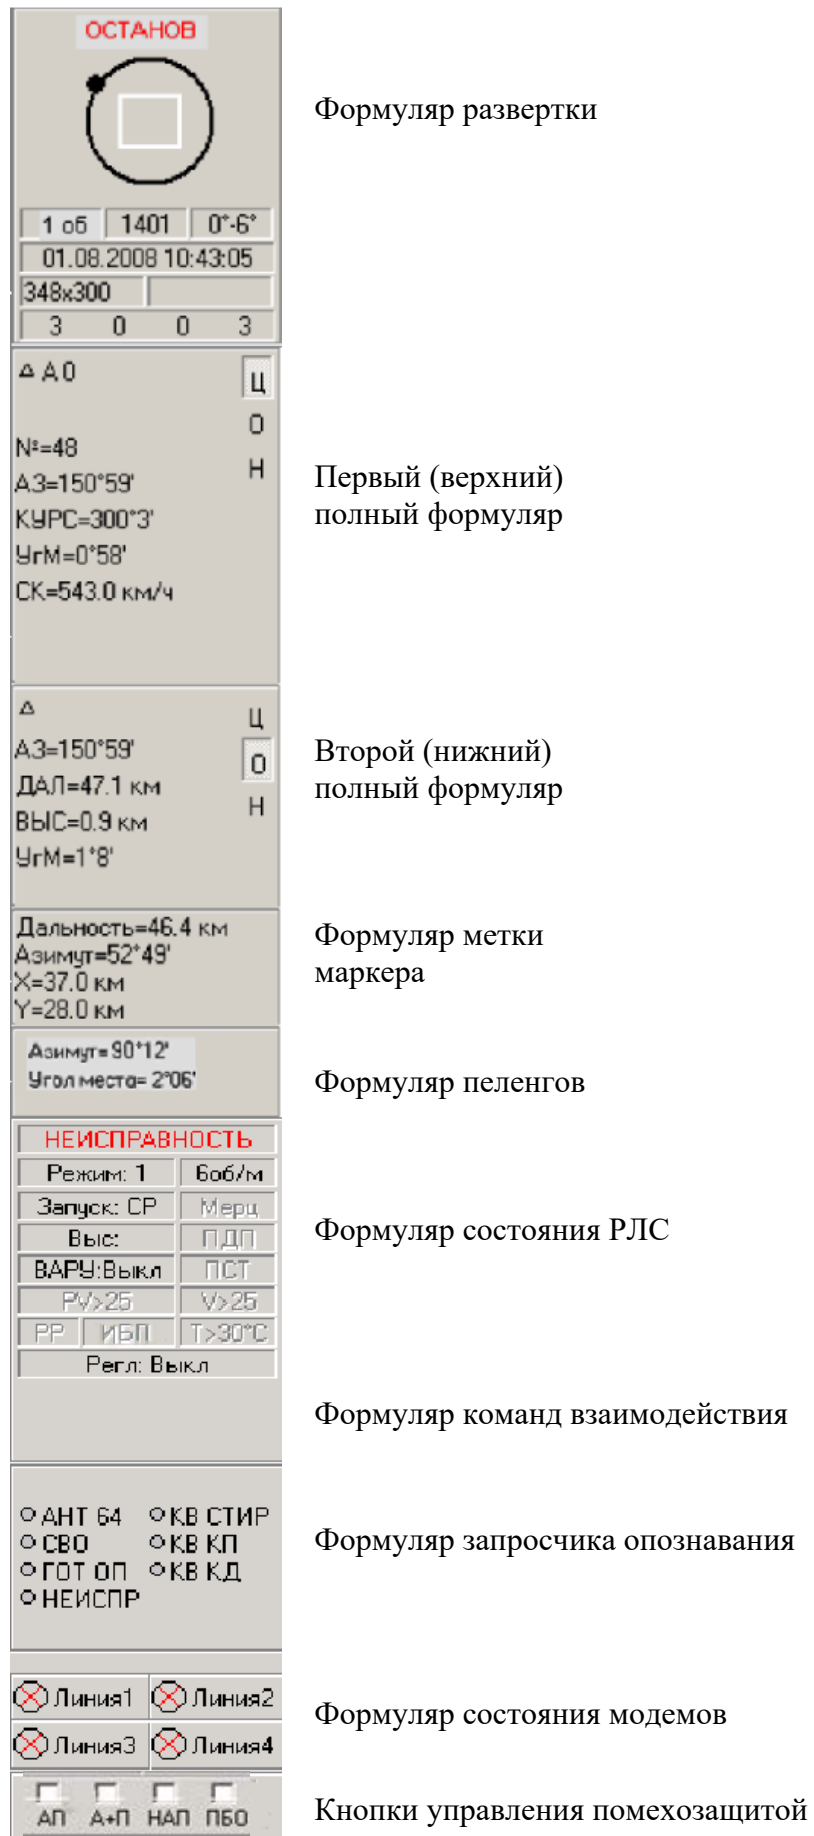 ОСТАНОВ
Формуляр развертки
1 об 1401 0°-6°
01.08.2008 10:43:05
348x300
3 0 0 3
Δ А0 Ц
О
№=48
Н
АЗ=150°59'
Первый (верхний)
полный формуляр
КУРС=300°3'
УгМ=0°58'
СК=543.0 км/ч
Δ Ц
АЗ=150°59'
О
Второй (нижний)
полный формуляр
ДАЛ=47.1 км
Н
ВЫС=0.9 км
УгМ=1°8'
Дальность=46.4 км
Азимут=52°49'
X=37.0 км
Y=28.0 км
Формуляр метки
маркера
Азимут= 90°12'
Угол места= 2°06'
Формуляр пеленгов
НЕИСПРАВНОСТЬ
Режим: 1 6об/м
Запуск: СР Мерц
Выс: ПДП
Формуляр состояния РЛС
ВАРУ:Выкл ПСТ
PV>25 V>25
РР ИБП T>30°C
Регл: Выкл
Формуляр команд взаимодействия
АНТ 64 КВ СТИР
СВО КВ КП
Формуляр запросчика опознавания
ГОТ ОП КВ КД
НЕИСПР
Линия1 Линия2
Формуляр состояния модемов
Линия3 Линия4
АП А+П НАП ПБО
Кнопки управления помехозащитой